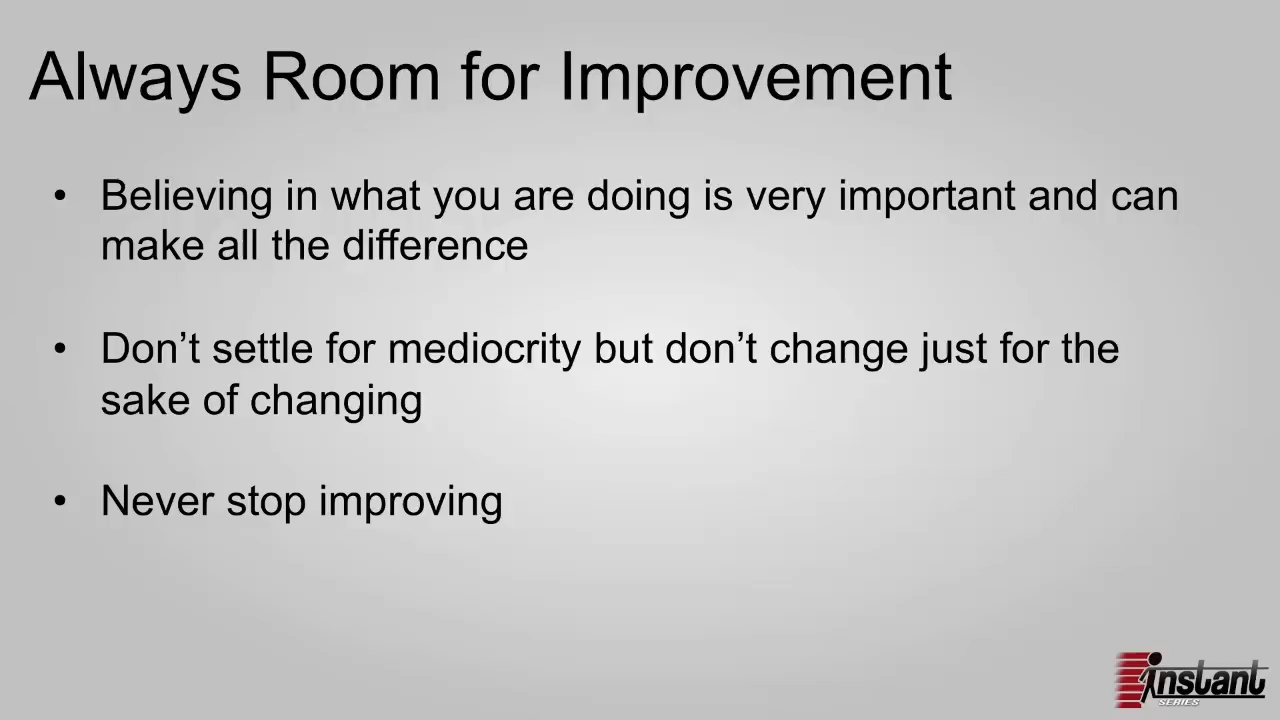 Always Room for Improvement
• Believing in what you are doing is very important and can
make all the difference
• Don’t settle for mediocrity but don’t change just for the
sake of changing
• Never stop improving
instant
SERIES